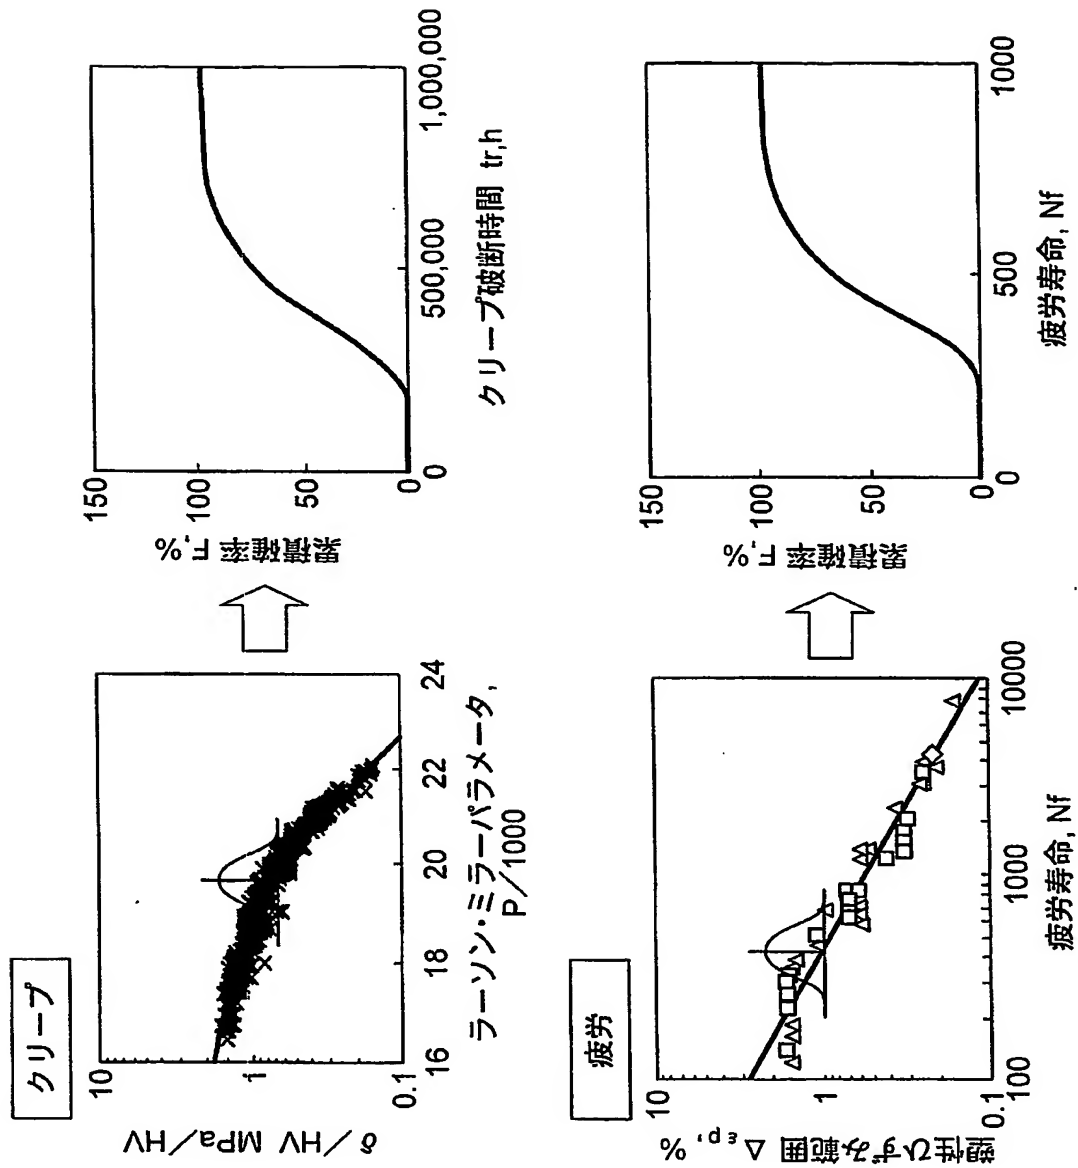 クリープ
10
1
0.1
δ/HV MPa/HV
16
18
20
22
24
ラーソン・ミラーパラメータ,
P/1000
150
100
50
0
累積確率 F,%
0
500,000
1,000,000
クリープ破断時間 tr,h
疲労
10
1
0.1
塑性ひずみ範囲 Δεp, %
100
1000
10000
疲労寿命, Nf
150
100
50
0
累積確率 F,%
0
500
1000
疲労寿命, Nf